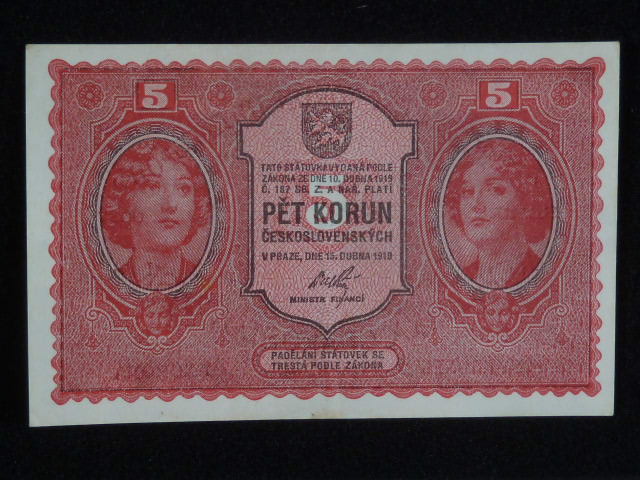 5
5
TATO STÁTOVKA VYDANÁ PODLE
ZÁKONA ZE DNE 10. DUBNA 1919
Č. 187 SB. Z. A NAŘ. PLATÍ
5
PĚT KORUN
ČESKOSLOVENSKÝCH
V PRAZE, DNE 15. DUBNA 1919
MINISTR FINANCÍ
PADĚLÁNÍ STÁTOVEK SE
TRESTÁ PODLE ZÁKONA